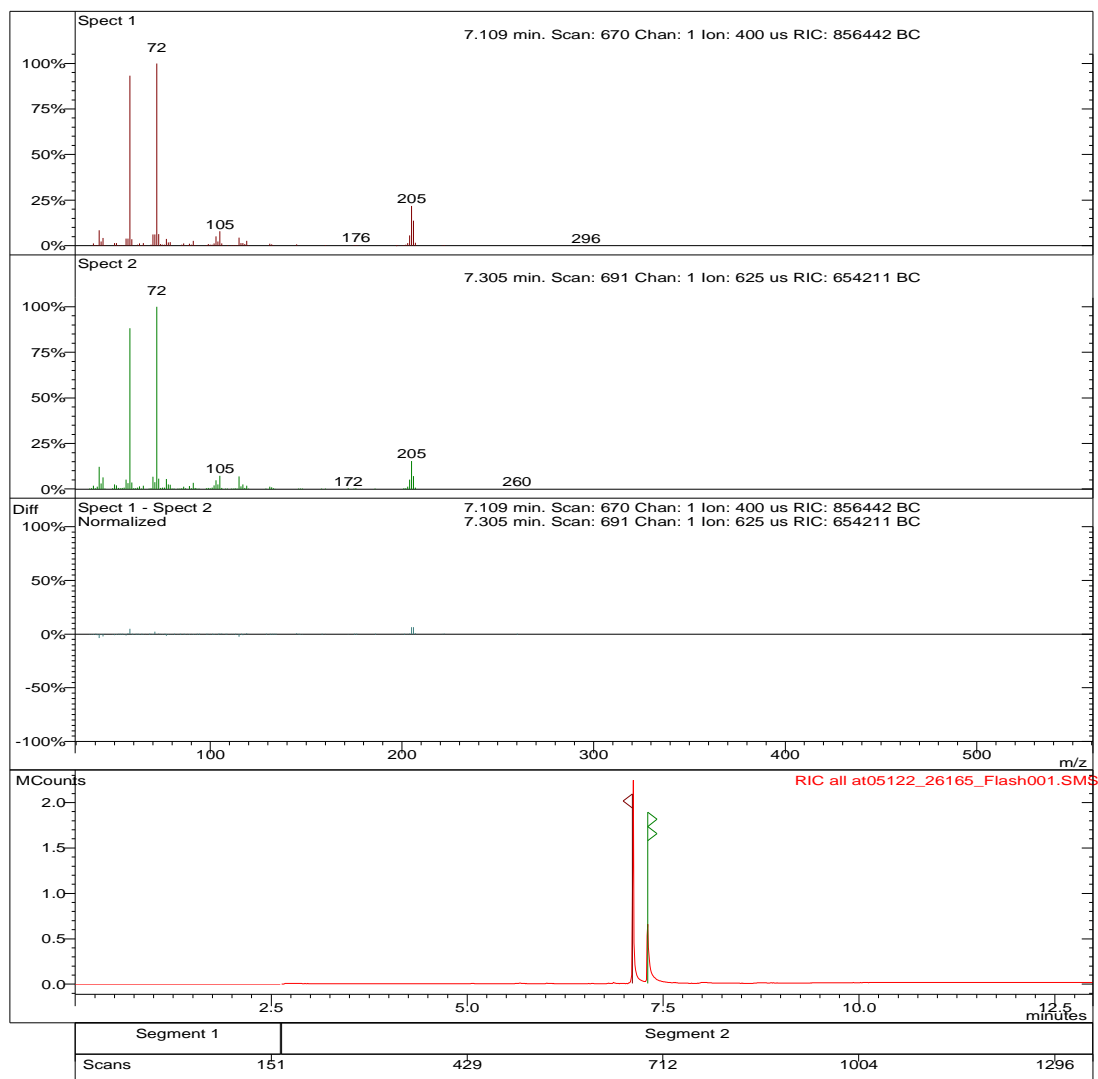 Spect 1
7.109 min. Scan: 670 Chan: 1 Ion: 400 us RIC: 856442 BC
72
100%
75%
50%
25%
205
105
176
296
0%
Spect 2
7.305 min. Scan: 691 Chan: 1 Ion: 625 us RIC: 654211 BC
72
100%
75%
50%
25%
205
105
172
260
0%
Diff
Spect 1 - Spect 2
7.109 min. Scan: 670 Chan: 1 Ion: 400 us RIC: 856442 BC
Normalized
7.305 min. Scan: 691 Chan: 1 Ion: 625 us RIC: 654211 BC
100%
50%
0%
-50%
-100%
100 200 300 400 500
m/z
MCounts
RIC all at05122_26165_Flash001.SMS
2.0
1.5
1.0
0.5
0.0
2.5 5.0 7.5 10.0 12.5
minutes
Segment 1 Segment 2
Scans 151 429 712 1004 1296